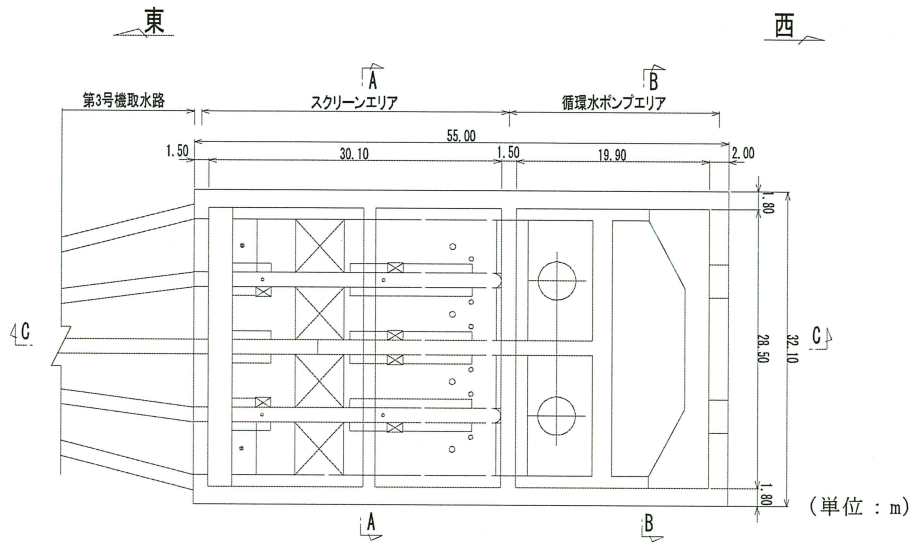 東
西
A
B
第3号機取水路
スクリーンエリア
循環水ポンプエリア
55.00
1.50
30.10
1.50
19.90
2.00
1.80
C
C
28.50
32.10
1.80
(単位：m)
A
B